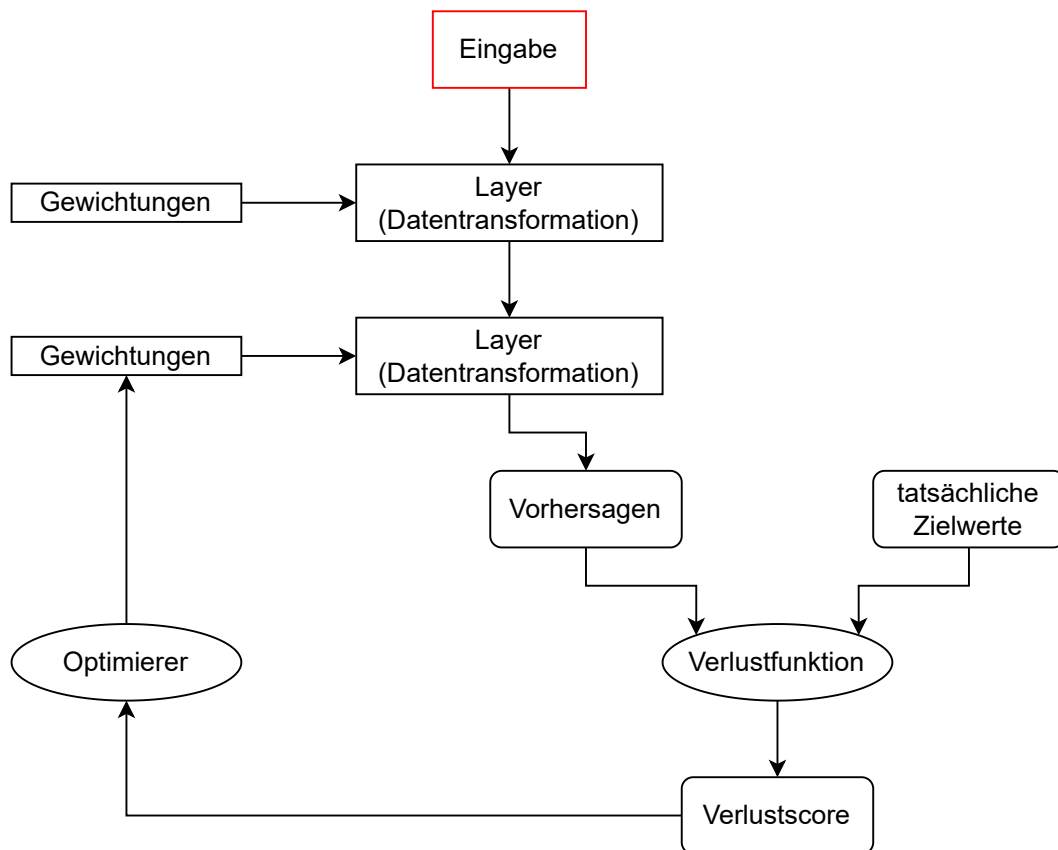 Eingabe
Gewichtungen
Layer
(Datentransformation)
Gewichtungen
Layer
(Datentransformation)
Vorhersagen
tatsächliche
Zielwerte
Optimierer
Verlustfunktion
Verlustscore